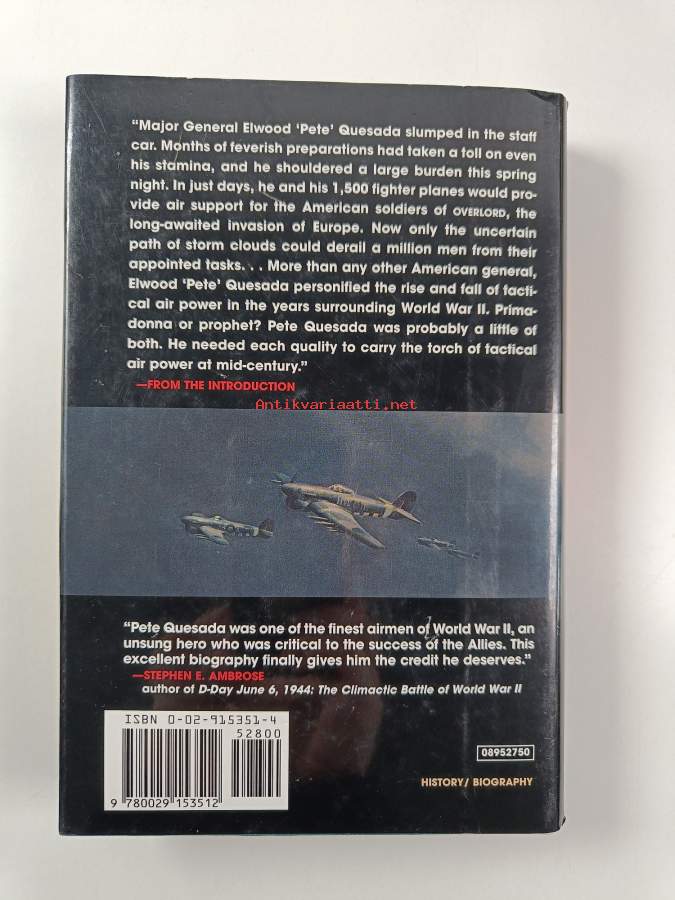 “Major General Elwood ‘Pete’ Quesada slumped in the staff
car. Months of feverish preparations had taken a toll on even
his stamina, and he shouldered a large burden this spring
night. In just days, he and his 1,500 fighter planes would pro-
vide air support for the American soldiers of OVERLORD, the
long-awaited invasion of Europe. Now only the uncertain
path of storm clouds could derail a million men from their
appointed tasks. . . More than any other American general,
Elwood ‘Pete’ Quesada personified the rise and fall of tacti-
cal air power in the years surrounding World War II. Prima-
donna or prophet? Pete Quesada was probably a little of
both. He needed each quality to carry the torch of tactical
air power at mid-century.”
—FROM THE INTRODUCTION
Antikvariaatti.net
“Pete Quesada was one of the finest airmen of World War II, an
unsung hero who was critical to the success of the Allies. This
excellent biography finally gives him the credit he deserves.”
—STEPHEN E. AMBROSE
author of D-Day June 6, 1944: The Climactic Battle of World War II
ISBN 0-02-915351-4
52800
9 780029 153512
08952750
HISTORY/ BIOGRAPHY